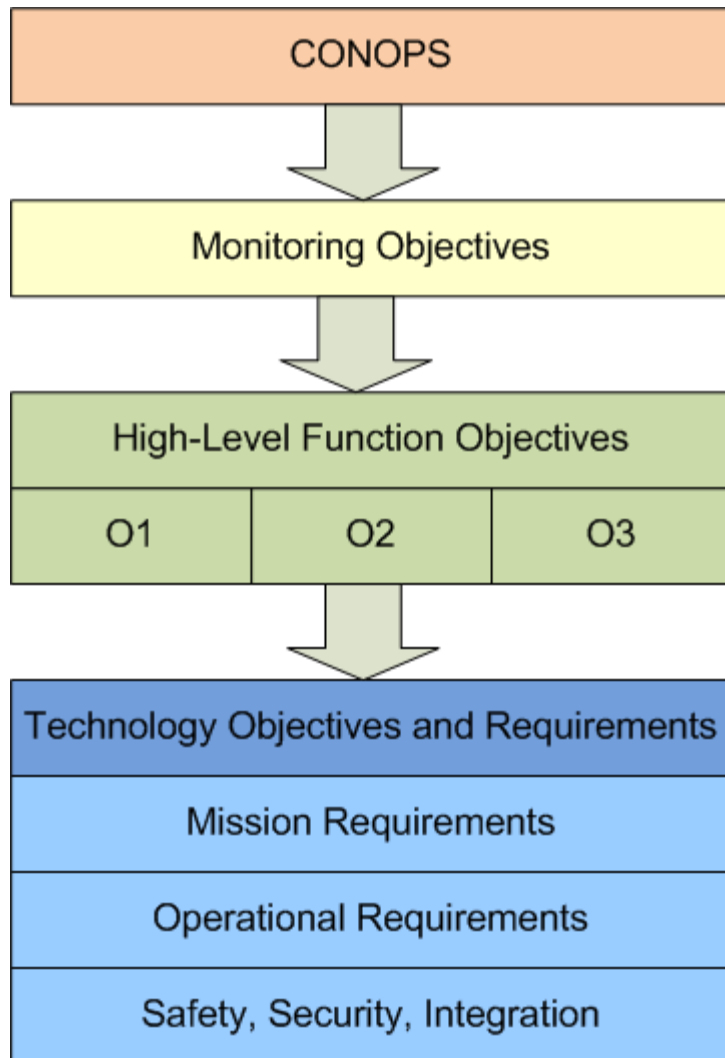 CONOPS
Monitoring Objectives
High-Level Function Objectives
O1 O2 O3
Technology Objectives and Requirements
Mission Requirements
Operational Requirements
Safety, Security, Integration